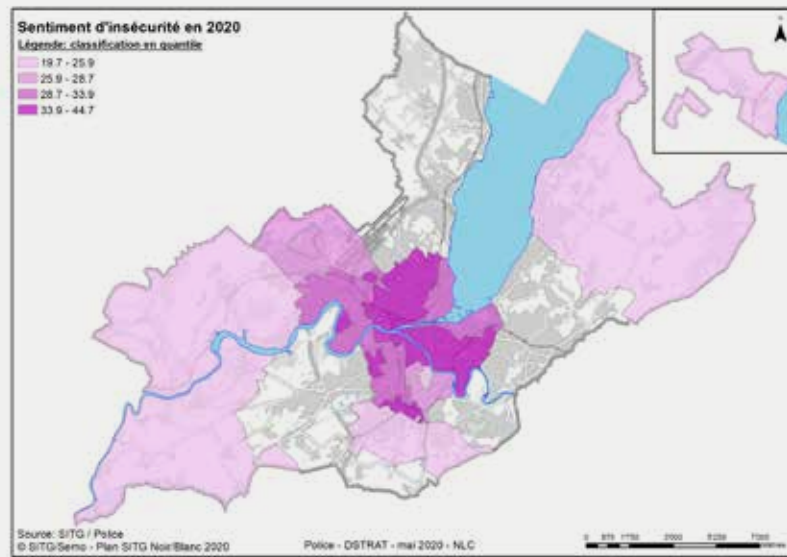 Sentiment d'insécurité en 2020
Légende: classification en quantile
19.7 - 25.9
25.9 - 28.7
28.7 - 33.9
33.9 - 44.7
Source: SITG / Police
© SITG/Semo - Plan SITG Noir/Blanc 2020
Police - DSTRAT - mai 2020 - NLC